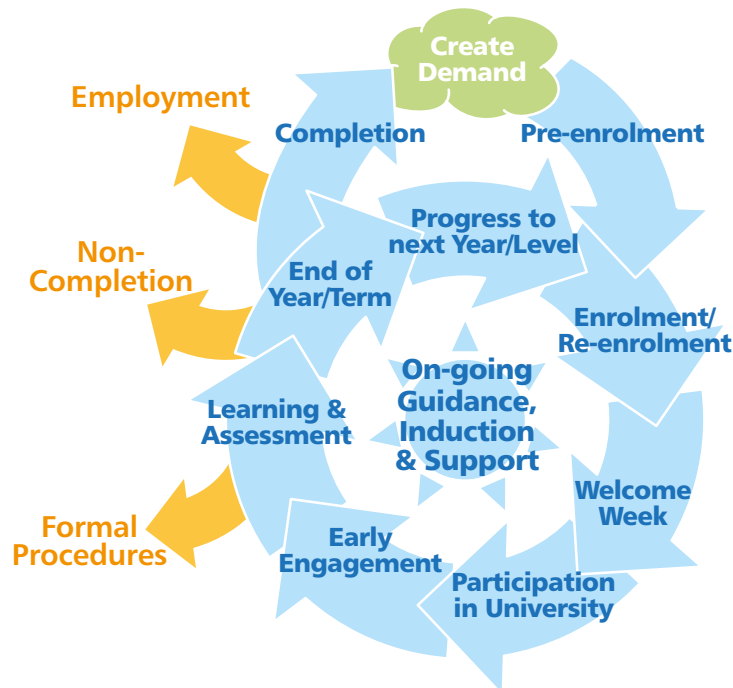 Create
Demand
Pre-enrolment
Enrolment/
Re-enrolment
Welcome
Week
Participation
in University
Early
Engagement
Learning &
Assessment
End of
Year/Term
Progress to
next Year/Level
Completion
On-going
Guidance,
Induction
& Support
Employment
Non-
Completion
Formal
Procedures